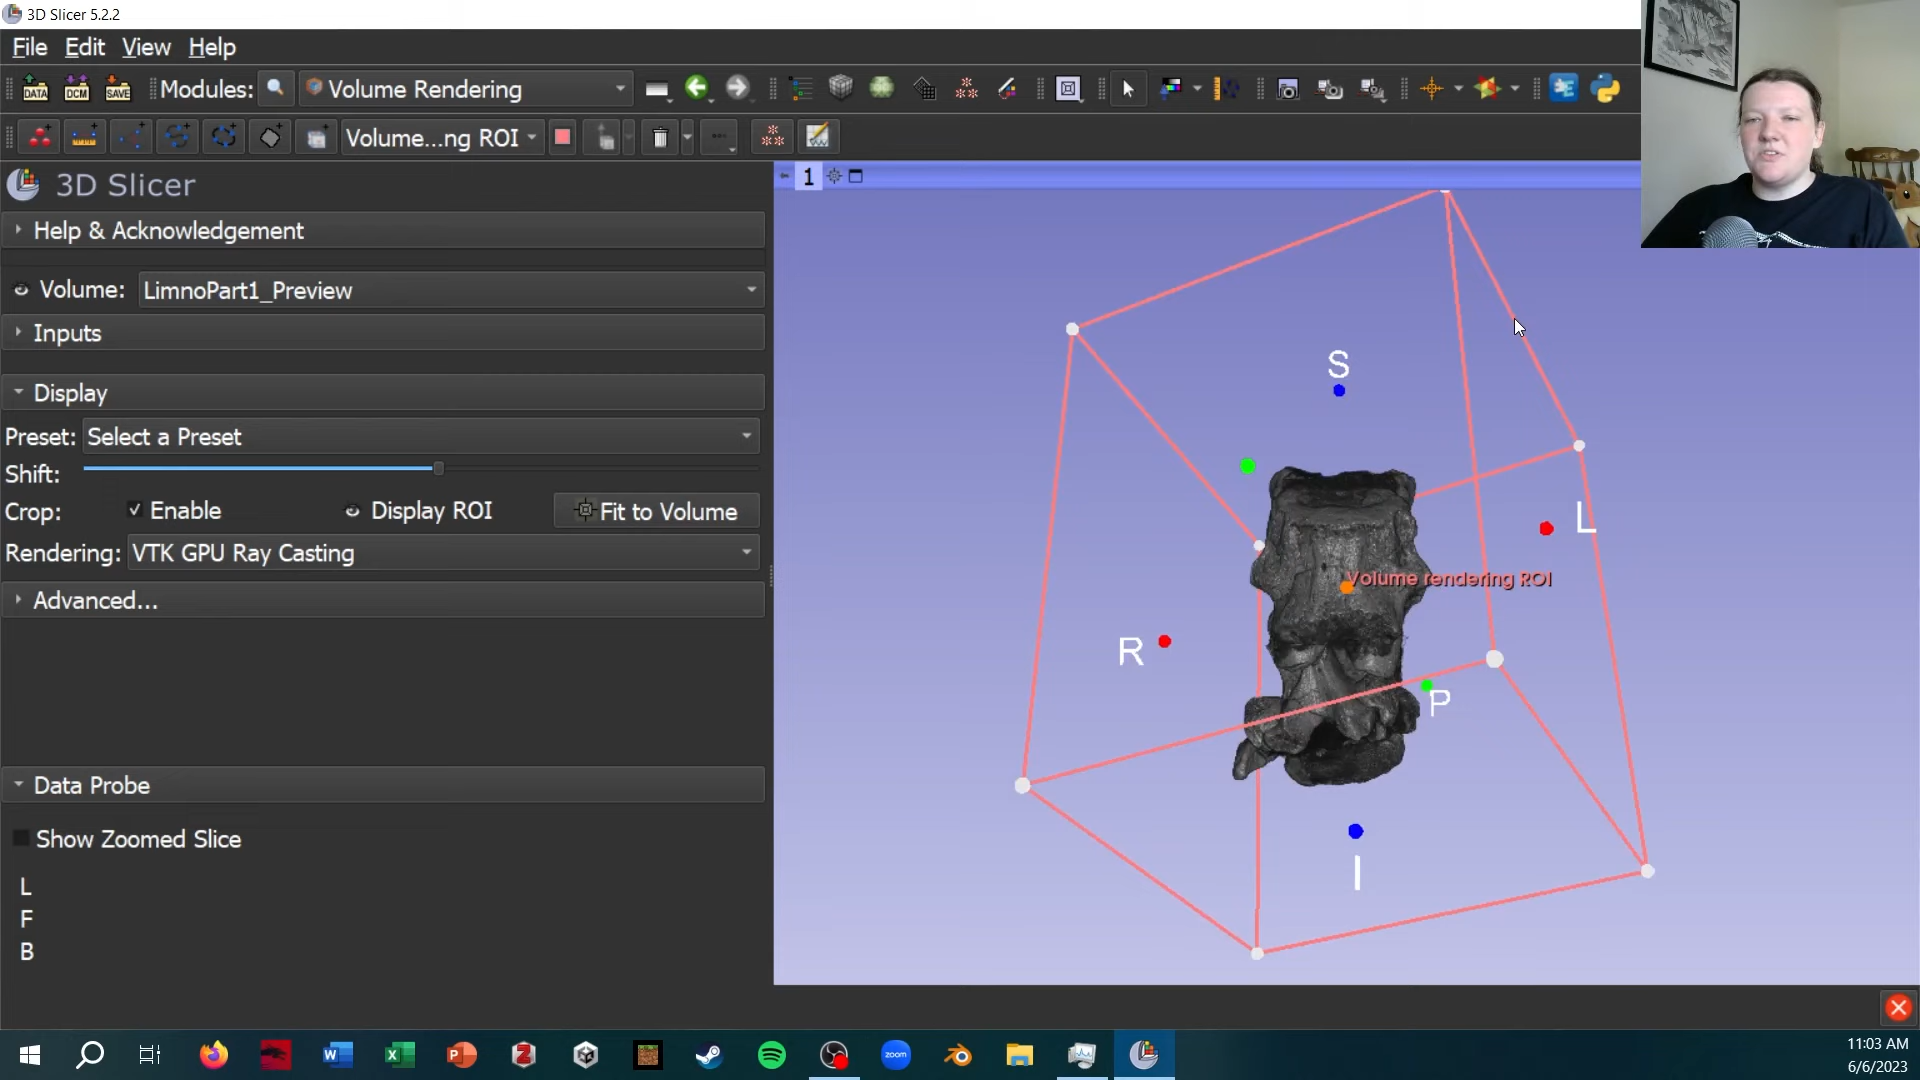 3D Slicer 5.2.2
File Edit View Help
DATA DCM SAVE Modules: Volume Rendering
Volume...ng ROI
3D Slicer
1
Help & Acknowledgement
Volume: LimnoPart1_Preview
Inputs
Display
Preset: Select a Preset
Shift:
Crop: Enable Display ROI Fit to Volume
Rendering: VTK GPU Ray Casting
Advanced...
Data Probe
Show Zoomed Slice
L
F
B
S
L
Volume rendering ROI
R
P
I
zoom
11:03 AM
6/6/2023